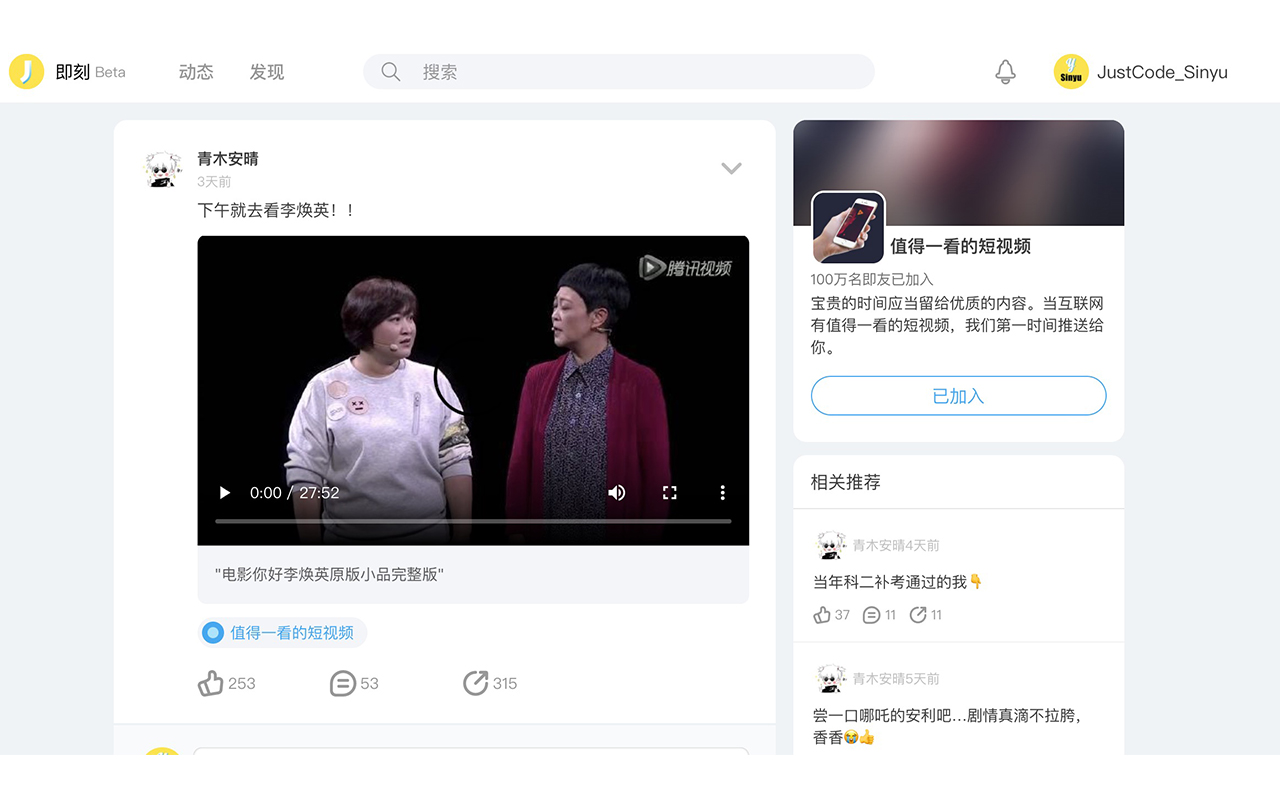 即刻 Beta
动态
发现
搜索
Sinyu
JustCode_Sinyu
青木安晴
3天前
下午就去看李焕英！！
腾讯视频
0:00 / 27:52
"电影你好李焕英原版小品完整版"
值得一看的短视频
253
53
315
值得一看的短视频
100万名即友已加入
宝贵的时间应当留给优质的内容。当互联网
有值得一看的短视频，我们第一时间推送给
你。
已加入
相关推荐
青木安晴4天前
当年科二补考通过的我👇
37
11
11
青木安晴5天前
尝一口哪吒的安利吧...剧情真滴不拉胯，
香香😭👍